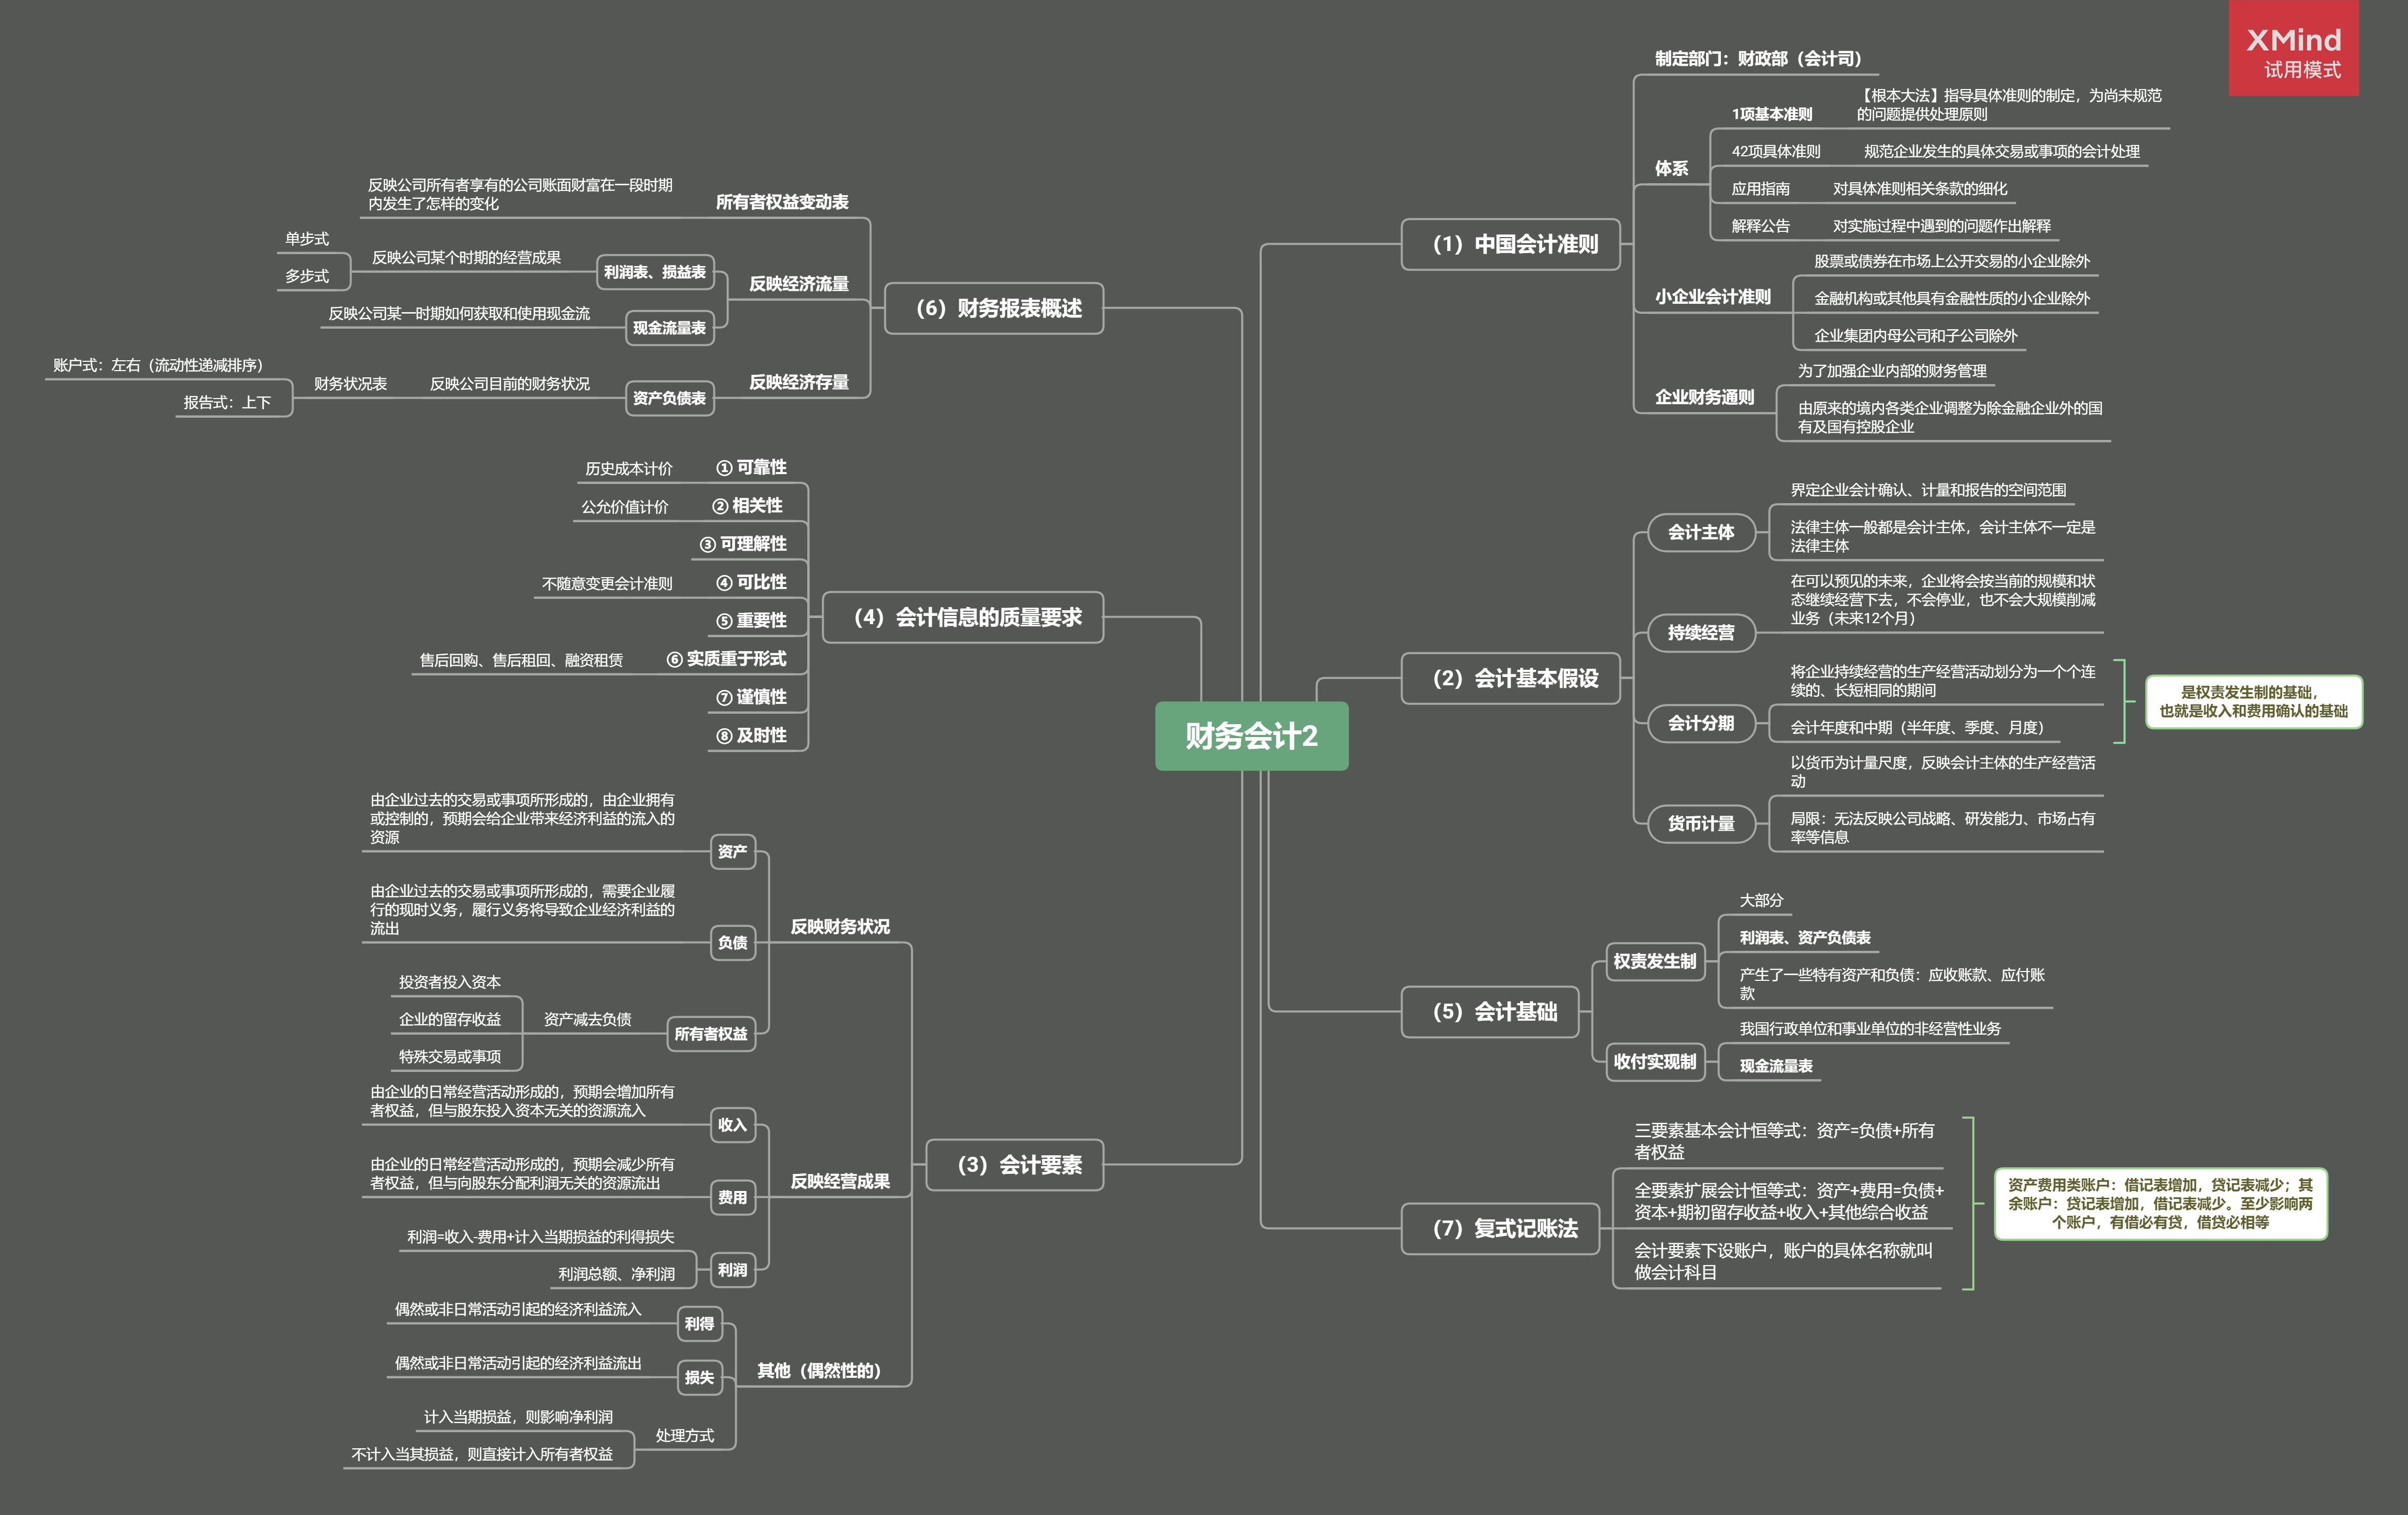 XMind
试用模式
财务会计2
（1）中国会计准则
制定部门：财政部（会计司）
体系
1项基本准则
【根本大法】指导具体准则的制定，为尚未规范
的问题提供处理原则
42项具体准则
规范企业发生的具体交易或事项的会计处理
应用指南
对具体准则相关条款的细化
解释公告
对实施过程中遇到的问题作出解释
小企业会计准则
股票或债券在市场上公开交易的小企业除外
金融机构或其他具有金融性质的小企业除外
企业集团内母公司和子公司除外
企业财务通则
为了加强企业内部的财务管理
由原来的境内各类企业调整为除金融企业外的国
有及国有控股企业
（2）会计基本假设
会计主体
界定企业会计确认、计量和报告的空间范围
法律主体一般都是会计主体，会计主体不一定是
法律主体
持续经营
在可以预见的未来，企业将会按当前的规模和状
态继续经营下去，不会停业，也不会大规模削减
业务（未来12个月）
会计分期
将企业持续经营的生产经营活动划分为一个个连
续的、长短相同的期间
会计年度和中期（半年度、季度、月度）
是权责发生制的基础，
也就是收入和费用确认的基础
货币计量
以货币为计量尺度，反映会计主体的生产经营活
动
局限：无法反映公司战略、研发能力、市场占有
率等信息
（5）会计基础
权责发生制
大部分
利润表、资产负债表
产生了一些特有资产和负债：应收账款、应付账
款
收付实现制
我国行政单位和事业单位的非经营性业务
现金流量表
（7）复式记账法
三要素基本会计恒等式：资产=负债+所有
者权益
全要素扩展会计恒等式：资产+费用=负债+
资本+期初留存收益+收入+其他综合收益
会计要素下设账户，账户的具体名称就叫
做会计科目
资产费用类账户：借记表增加，贷记表减少；其
余账户：贷记表增加，借记表减少。至少影响两
个账户，有借必有贷，借贷必相等
（6）财务报表概述
所有者权益变动表
反映公司所有者享有的公司账面财富在一段时期
内发生了怎样的变化
反映经济流量
利润表、损益表
反映公司某个时期的经营成果
单步式
多步式
现金流量表
反映公司某一时期如何获取和使用现金流
反映经济存量
资产负债表
反映公司目前的财务状况
财务状况表
账户式：左右（流动性递减排序）
报告式：上下
（4）会计信息的质量要求
① 可靠性
历史成本计价
② 相关性
公允价值计价
③ 可理解性
④ 可比性
不随意变更会计准则
⑤ 重要性
⑥ 实质重于形式
售后回购、售后租回、融资租赁
⑦ 谨慎性
⑧ 及时性
（3）会计要素
反映财务状况
资产
由企业过去的交易或事项所形成的，由企业拥有
或控制的，预期会给企业带来经济利益的流入的
资源
负债
由企业过去的交易或事项所形成的，需要企业履
行的现时义务，履行义务将导致企业经济利益的
流出
所有者权益
资产减去负债
投资者投入资本
企业的留存收益
特殊交易或事项
反映经营成果
收入
由企业的日常经营活动形成的，预期会增加所有
者权益，但与股东投入资本无关的资源流入
费用
由企业的日常经营活动形成的，预期会减少所有
者权益，但与向股东分配利润无关的资源流出
利润
利润=收入-费用+计入当期损益的利得损失
利润总额、净利润
其他（偶然性的）
利得
偶然或非日常活动引起的经济利益流入
损失
偶然或非日常活动引起的经济利益流出
处理方式
计入当期损益，则影响净利润
不计入当其损益，则直接计入所有者权益